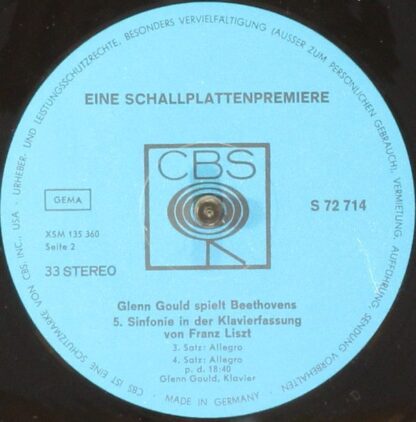 URHEBER, UND LEISTUNGSSCHUTZRECHTE, BESONDERS VERVIELFÄLTIGUNG (AUSSER ZUM PERSÖNLICHEN GEBRAUCH), VERMIETUNG, AUFFÜHRUNG, SENDUNG VORBEHALTEN
EINE SCHALLPLATTENPREMIERE
CBS
GEMA
S 72 714
XSM 135 360
Seite 2
33 STEREO
Glenn Gould spielt Beethovens
5. Sinfonie in der Klavierfassung
von Franz Liszt
3. Satz: Allegro
4. Satz: Allegro
p. d. 18:40
Glenn Gould, Klavier
CBS IST EINE SCHUTZMARKE VON CBS, INC., USA
MADE IN GERMANY